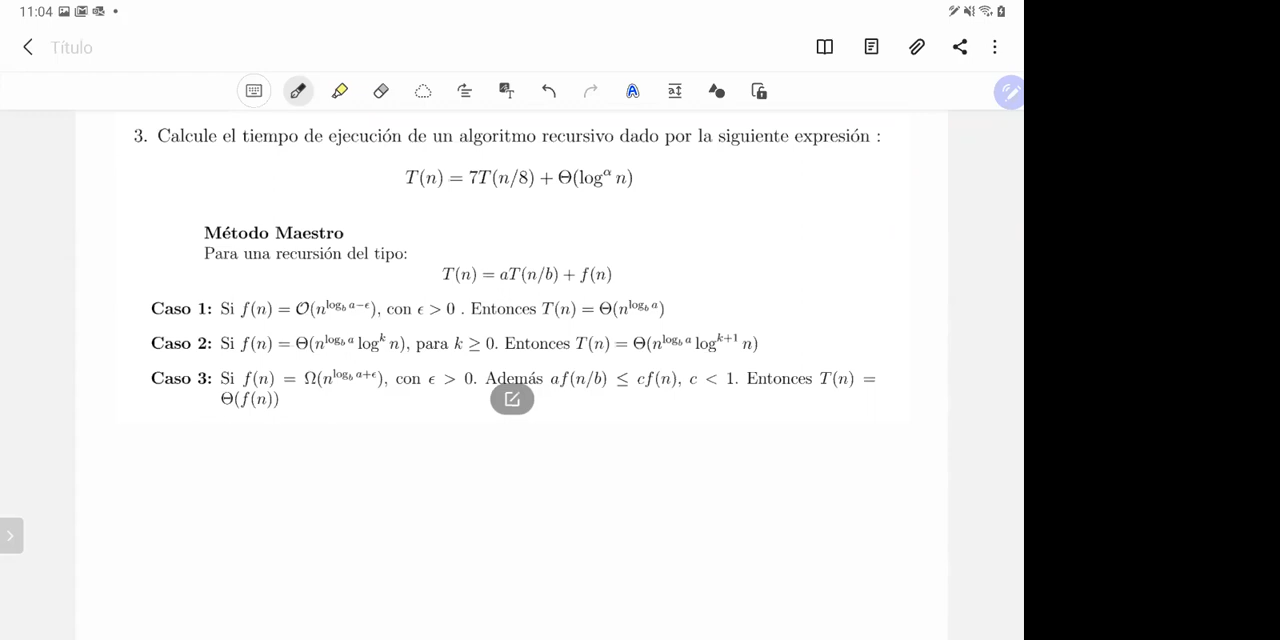 11:04
Título
3. Calcule el tiempo de ejecución de un algoritmo recursivo dado por la siguiente expresión :
T(n) = 7T(n/8) + Θ(log^α n)
Método Maestro
Para una recursión del tipo:
T(n) = aT(n/b) + f(n)
Caso 1: Si f(n) = O(n^{log_b a−ϵ}), con ϵ > 0 . Entonces T(n) = Θ(n^{log_b a})
Caso 2: Si f(n) = Θ(n^{log_b a} log^k n), para k ≥ 0. Entonces T(n) = Θ(n^{log_b a} log^{k+1} n)
Caso 3: Si f(n) = Ω(n^{log_b a+ϵ}), con ϵ > 0. Además af(n/b) ≤ cf(n), c < 1. Entonces T(n) =
Θ(f(n))